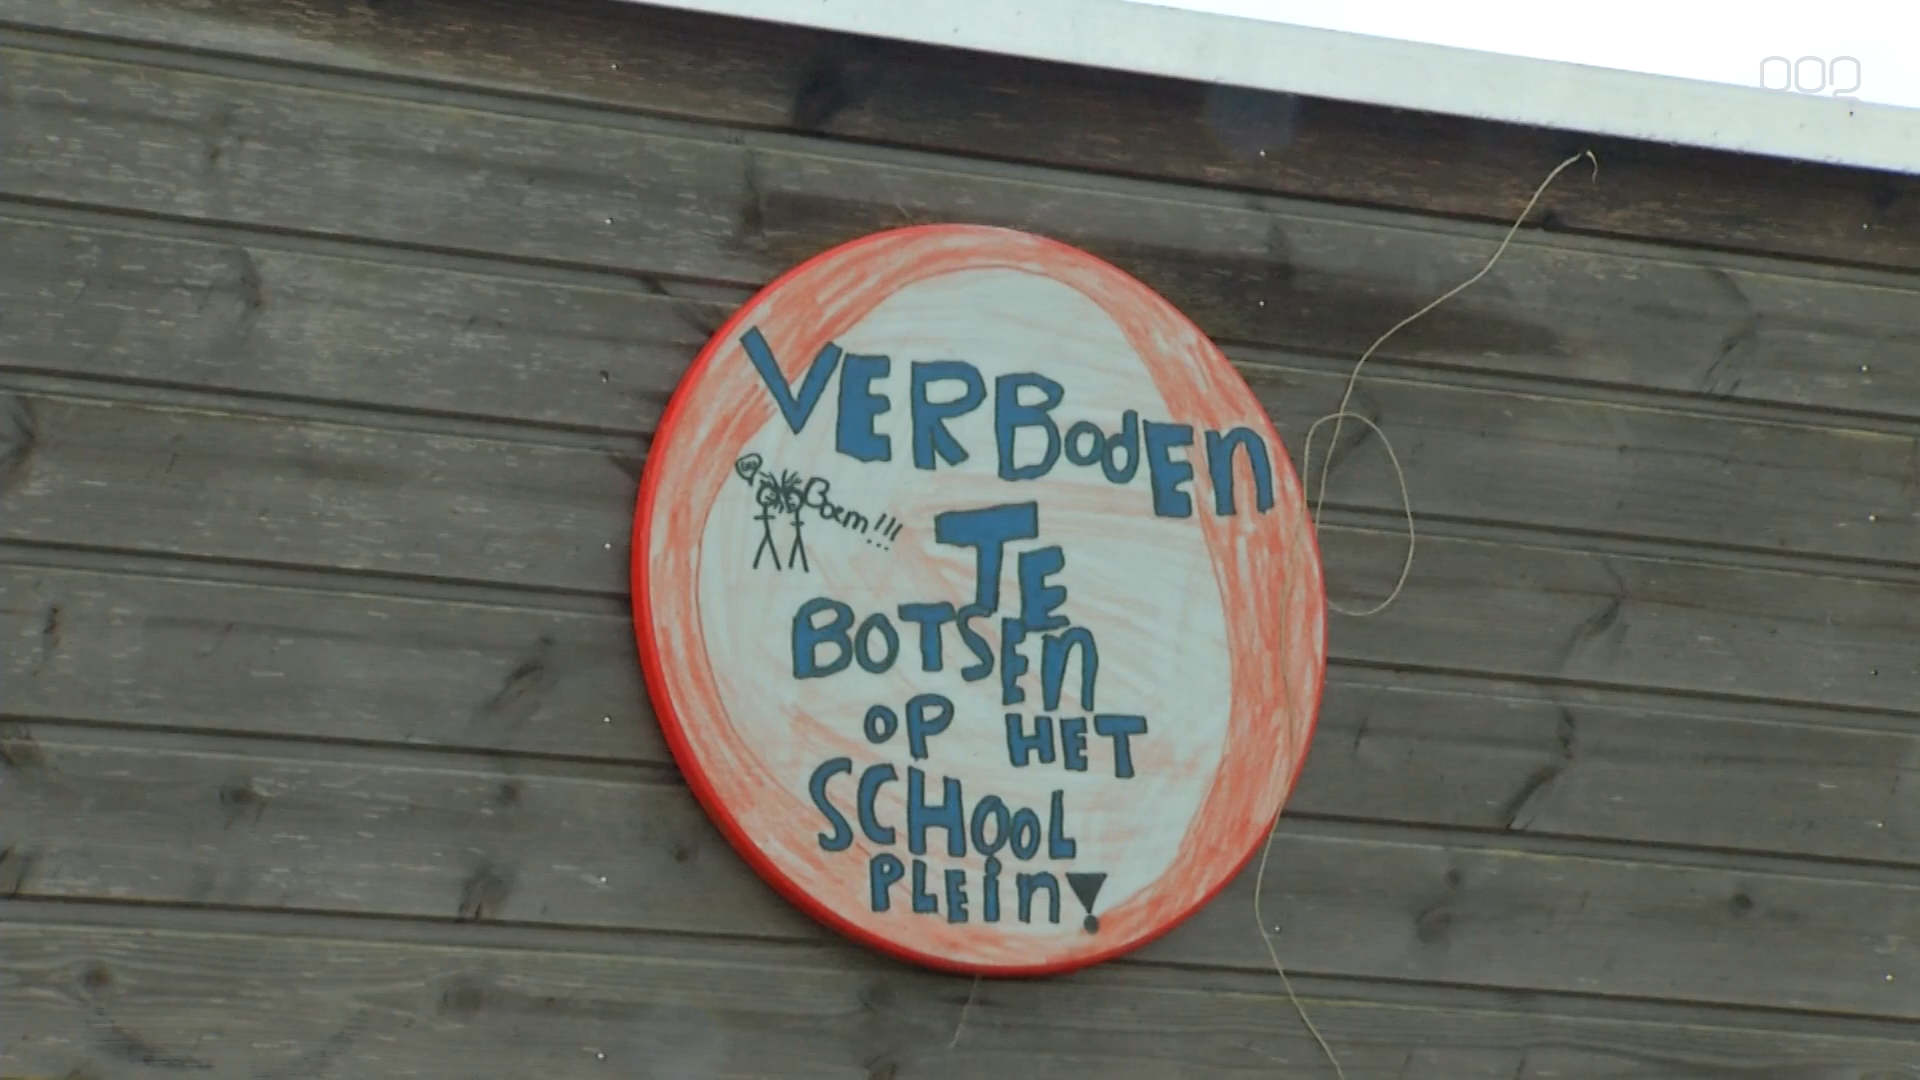 VERBodEn
Boem!!!
TE
BOTSEn
OP HET
SCHOOL
PLEin!